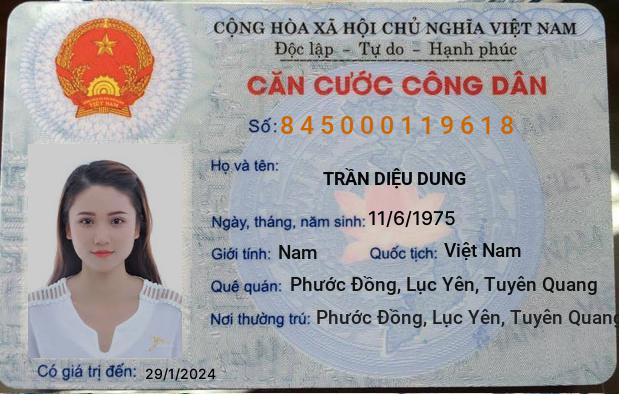 CỘNG HÒA XÃ HỘI CHỦ NGHĨA VIỆT NAM
Độc lập - Tự do - Hạnh phúc
CĂN CƯỚC CÔNG DÂN
Số: 845000119618
Họ và tên:
TRẦN DIỆU DUNG
Ngày, tháng, năm sinh: 11/6/1975
Giới tính: Nam Quốc tịch: Việt Nam
Quê quán: Phước Đồng, Lục Yên, Tuyên Quang
Nơi thường trú: Phước Đồng, Lục Yên, Tuyên Quang
Có giá trị đến: 29/1/2024
VIỆT NAM